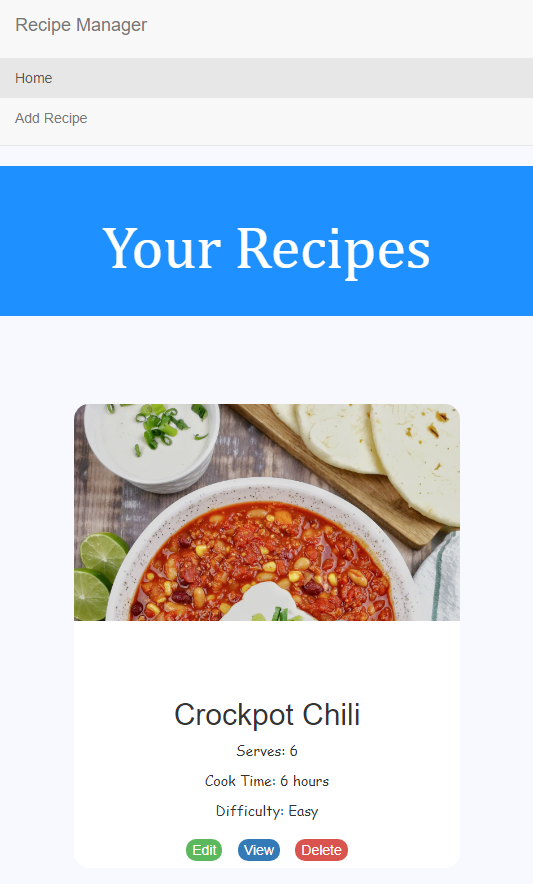 Recipe Manager
Home
Add Recipe
Your Recipes
Crockpot Chili
Serves: 6
Cook Time: 6 hours
Difficulty: Easy
Edit View Delete